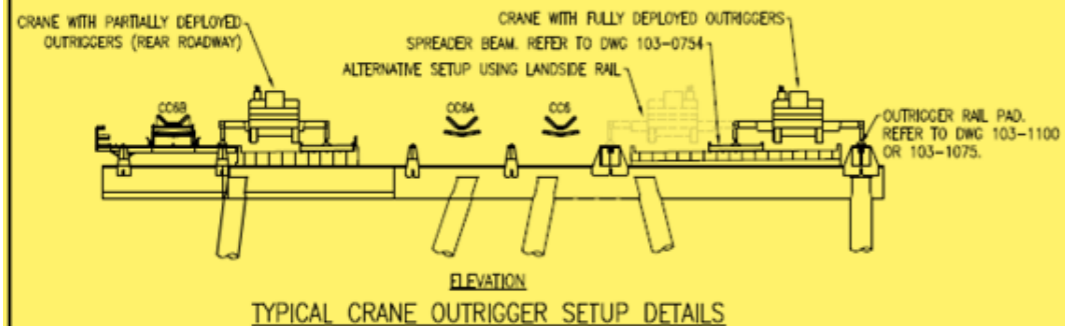 CRANE WITH PARTIALLY DEPLOYED
OUTRIGGERS (REAR ROADWAY)
CRANE WITH FULLY DEPLOYED OUTRIGGERS
SPREADER BEAM. REFER TO DWG 103-0754
ALTERNATIVE SETUP USING LANDSIDE RAIL
CC6B
CC6A
CC6
OUTRIGGER RAIL PAD.
REFER TO DWG 103-1100
OR 103-1075.
ELEVATION
TYPICAL CRANE OUTRIGGER SETUP DETAILS